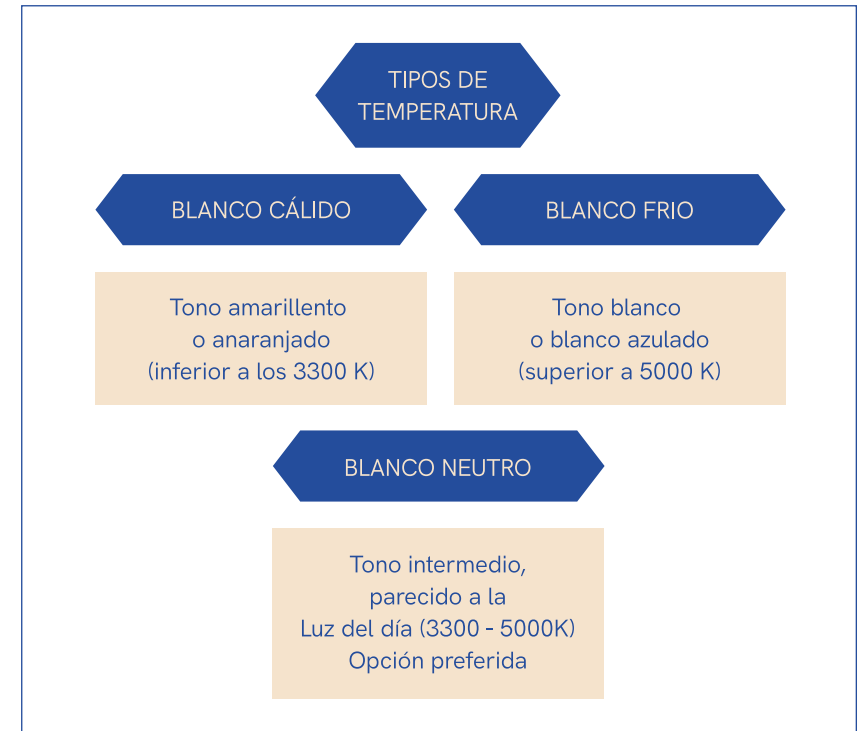 TIPOS DE
TEMPERATURA
BLANCO CÁLIDO
Tono amarillento
o anaranjado
(inferior a los 3300 K)
BLANCO FRIO
Tono blanco
o blanco azulado
(superior a 5000 K)
BLANCO NEUTRO
Tono intermedio,
parecido a la
Luz del día (3300 - 5000K)
Opción preferida